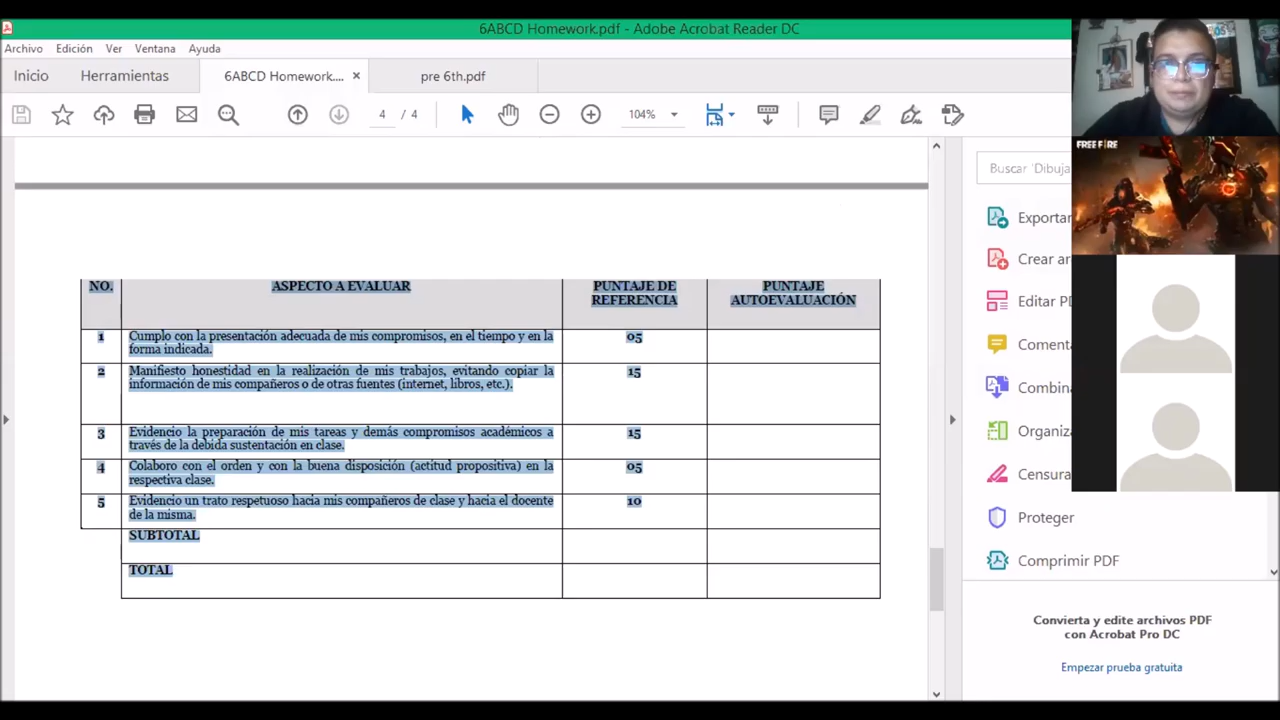 6ABCD Homework.pdf - Adobe Acrobat Reader DC
Archivo Edición Ver Ventana Ayuda
Inicio Herramientas 6ABCD Homework.... × pre 6th.pdf
4 / 4 104%
FREE FIRE
Buscar 'Dibuja
NO. ASPECTO A EVALUAR PUNTAJE DE REFERENCIA PUNTAJE AUTOEVALUACIÓN
1 Cumplo con la presentación adecuada de mis compromisos, en el tiempo y en la 05
forma indicada.
2 Manifiesto honestidad en la realización de mis trabajos, evitando copiar la 15
información de mis compañeros o de otras fuentes (internet, libros, etc.).
3 Evidencio la preparación de mis tareas y demás compromisos académicos a 15
través de la debida sustentación en clase.
4 Colaboro con el orden y con la buena disposición (actitud propositiva) en la 05
respectiva clase.
5 Evidencio un trato respetuoso hacia mis compañeros de clase y hacia el docente 10
de la misma.
SUBTOTAL
TOTAL
Exportar
Crear ar
Editar PD
Comenta
Combina
Organiza
Censura
Proteger
Comprimir PDF
Convierta y edite archivos PDF
con Acrobat Pro DC
Empezar prueba gratuita